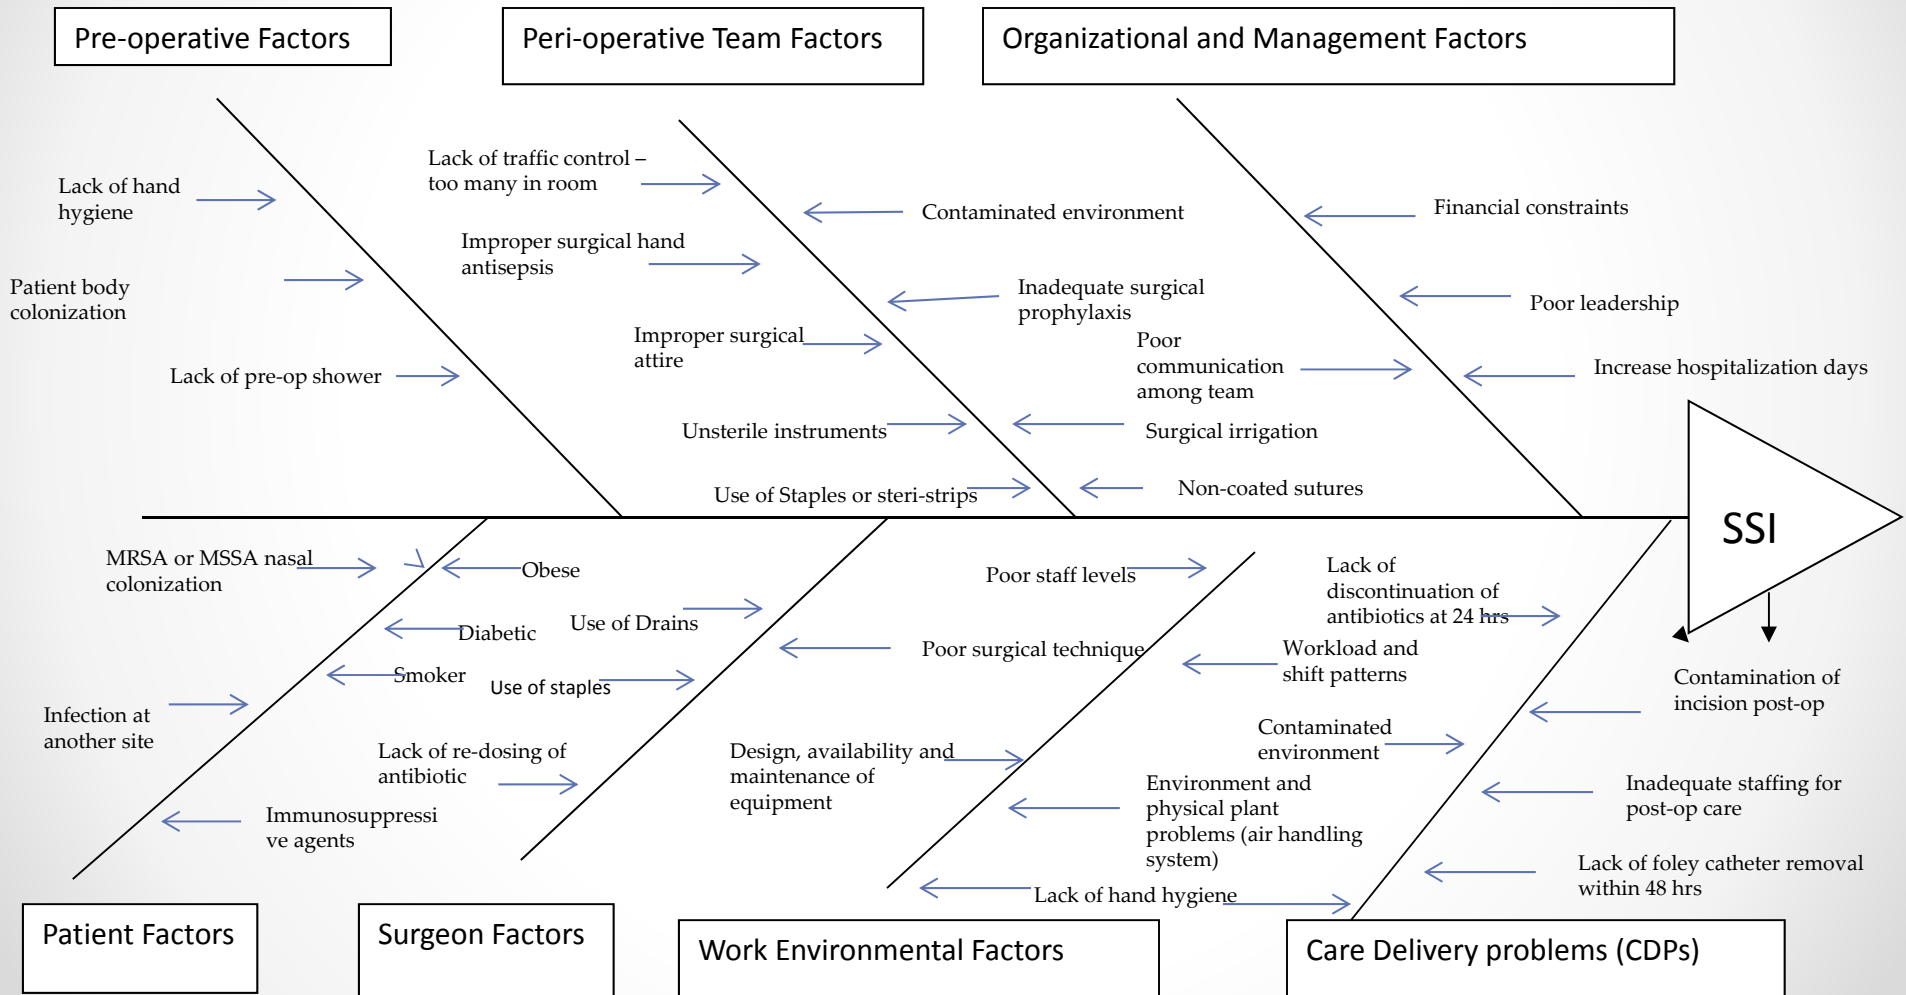 Pre-operative Factors
Peri-operative Team Factors
Organizational and Management Factors
Lack of hand
hygiene
Patient body
colonization
Lack of pre-op shower
Lack of traffic control –
too many in room
Improper surgical hand
antisepsis
Improper surgical
attire
Unsterile instruments
Use of Staples or steri-strips
Contaminated environment
Inadequate surgical
prophylaxis
Poor
communication
among team
Surgical irrigation
Non-coated sutures
Financial constraints
Poor leadership
Increase hospitalization days
SSI
MRSA or MSSA nasal
colonization
Obese
Diabetic
Smoker
Infection at
another site
Immunosuppressi
ve agents
Use of Drains
Use of staples
Lack of re-dosing of
antibiotic
Poor surgical technique
Poor staff levels
Workload and
shift patterns
Design, availability and
maintenance of
equipment
Environment and
physical plant
problems (air handling
system)
Lack of hand hygiene
Lack of
discontinuation of
antibiotics at 24 hrs
Contaminated
environment
Contamination of
incision post-op
Inadequate staffing for
post-op care
Lack of foley catheter removal
within 48 hrs
Patient Factors
Surgeon Factors
Work Environmental Factors
Care Delivery problems (CDPs)